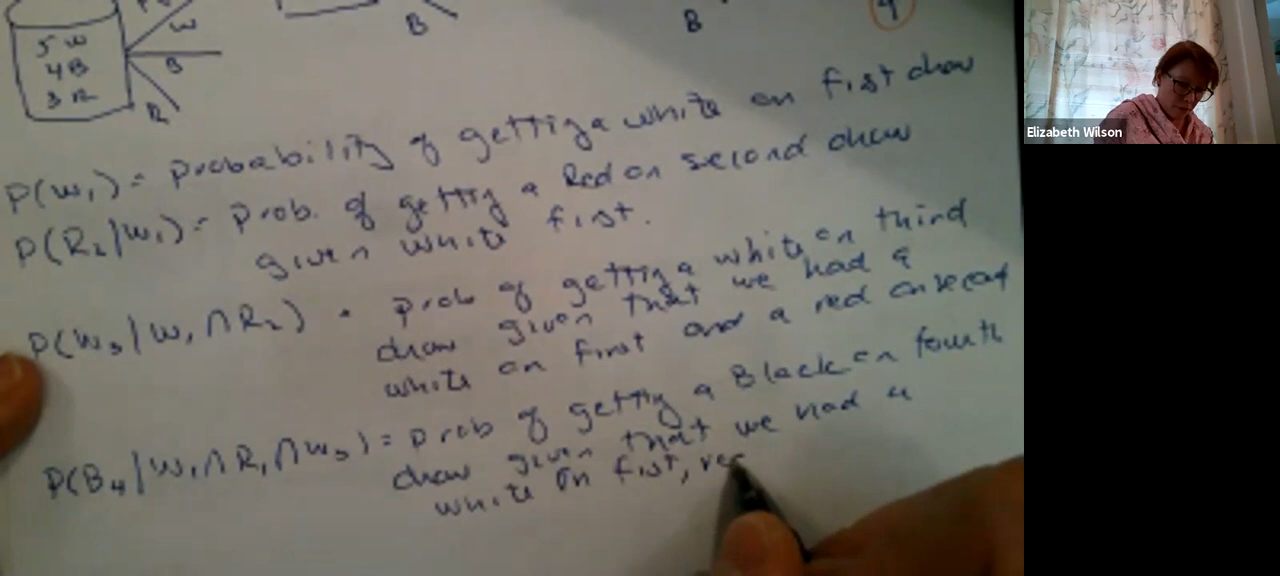 W
5 W
4 B
3 R
B
R
B
B
4
P(W₁) = Probability of getting a white on first draw
P(R₂|W₁) = Prob. of getting a Red on second draw
given white first.
P(W₃|W₁∩R₂) = prob of getting a white on third
draw given that we had a
white on first and a red on second
P(B₄|W₁∩R₁∩W₃) = prob of getting a Black on fourth
draw given that we had a
white on fist, red
Elizabeth Wilson